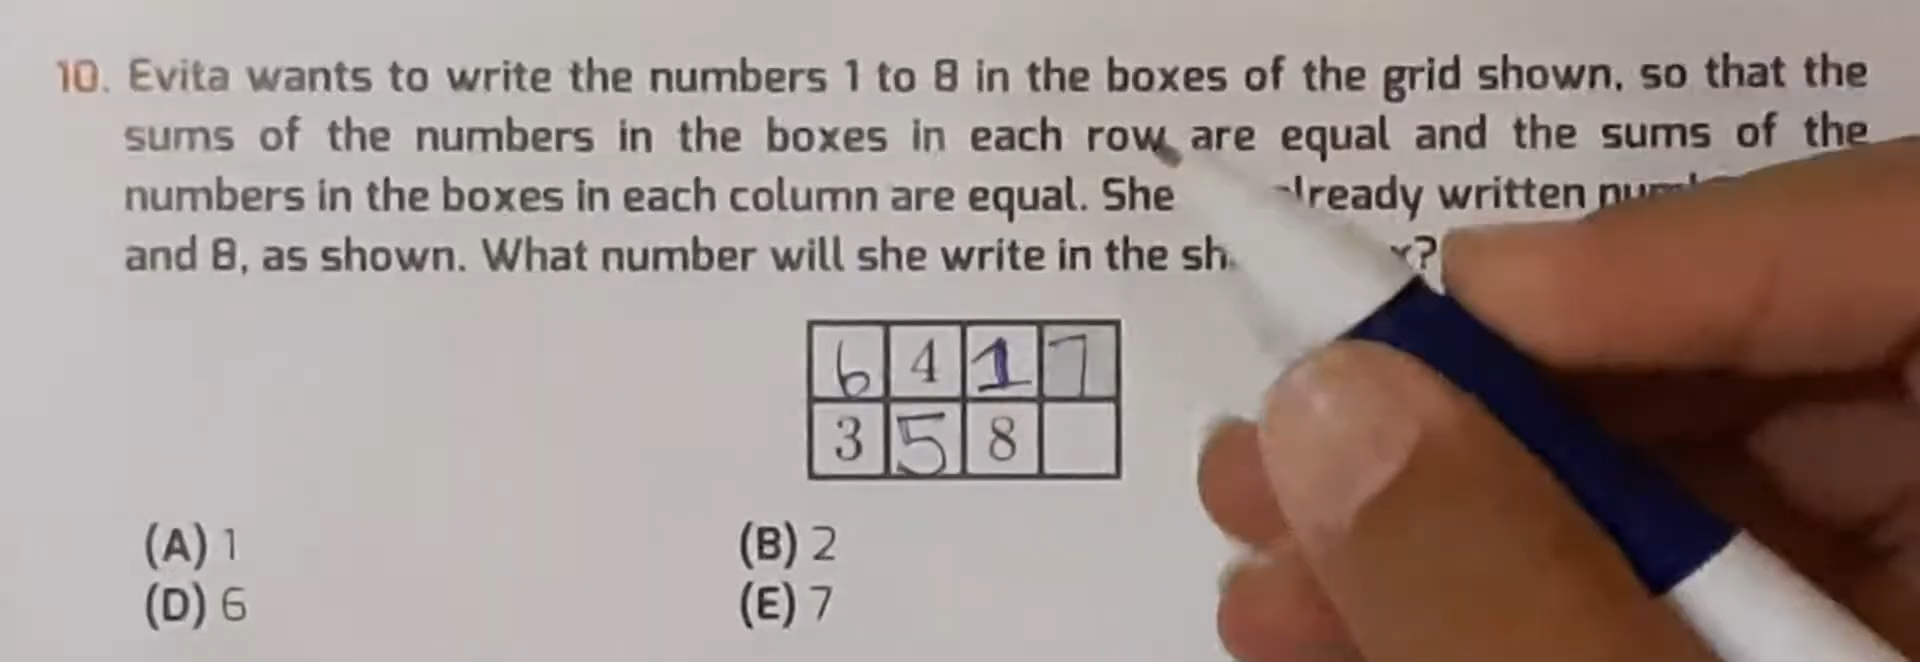 10. Evita wants to write the numbers 1 to 8 in the boxes of the grid shown, so that the
sums of the numbers in the boxes in each row are equal and the sums of the
numbers in the boxes in each column are equal. She written
and 8, as shown. What number will she write in the
6 4 1 7
3 5 8
(A) 1 (B) 2
(D) 6 (E) 7